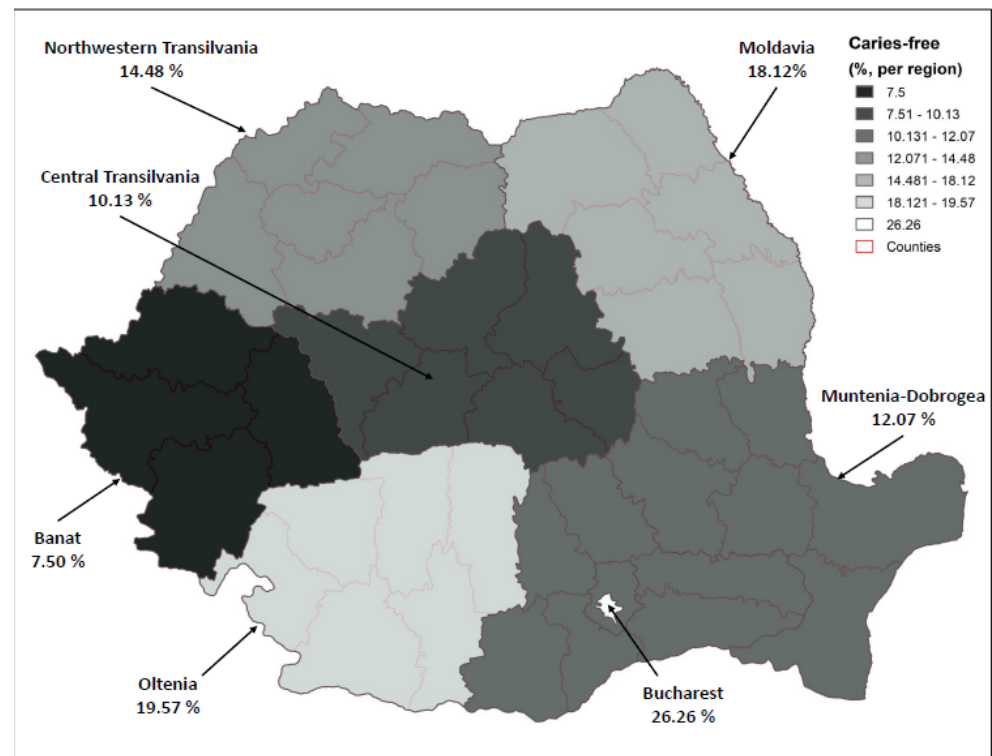 Northwestern Transilvania
14.48 %
Moldavia
18.12%
Caries-free
(%, per region)
7.5
7.51 - 10.13
10.131 - 12.07
12.071 - 14.48
14.481 - 18.12
18.121 - 19.57
26.26
Counties
Central Transilvania
10.13 %
Muntenia-Dobrogea
12.07 %
Banat
7.50 %
Oltenia
19.57 %
Bucharest
26.26 %